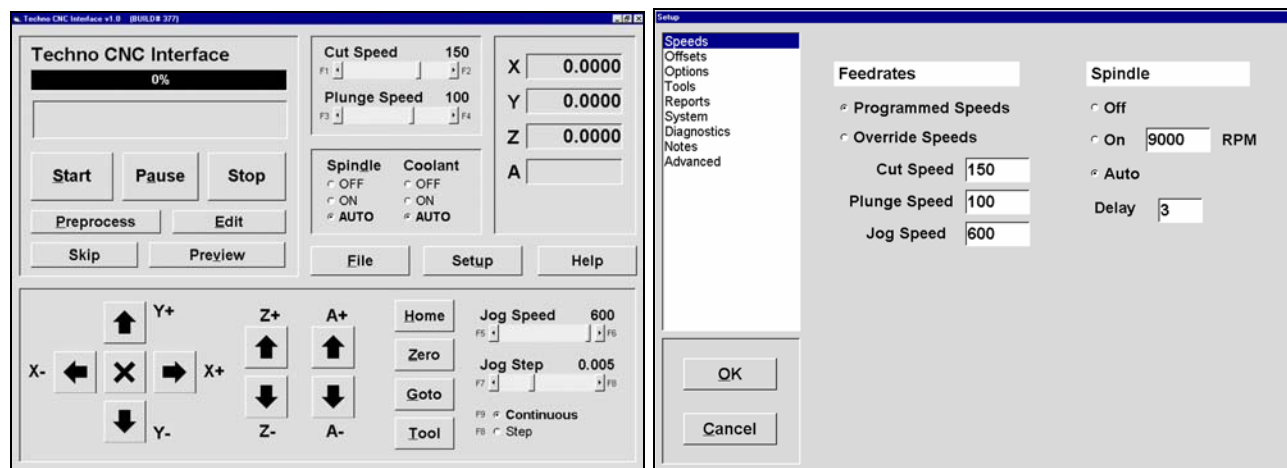 Techno CNC Interface v1.0 (BUILD# 377)
Techno CNC Interface
0%
Start Pause Stop
Preprocess Edit
Skip Preview
Cut Speed 150
F1 F2
Plunge Speed 100
F3 F4
Spindle Coolant
OFF OFF
ON ON
AUTO AUTO
X 0.0000
Y 0.0000
Z 0.0000
A
File Setup Help
Y+
X- X+
Y-
Z+ A+
Z- A-
Home
Zero
Goto
Tool
Jog Speed 600
F5 F6
Jog Step 0.005
F7 F8
F9 Continuous
F8 Step
Setup
Speeds
Offsets
Options
Tools
Reports
System
Diagnostics
Notes
Advanced
OK
Cancel
Feedrates
Programmed Speeds
Override Speeds
Cut Speed 150
Plunge Speed 100
Jog Speed 600
Spindle
Off
On 9000 RPM
Auto
Delay 3